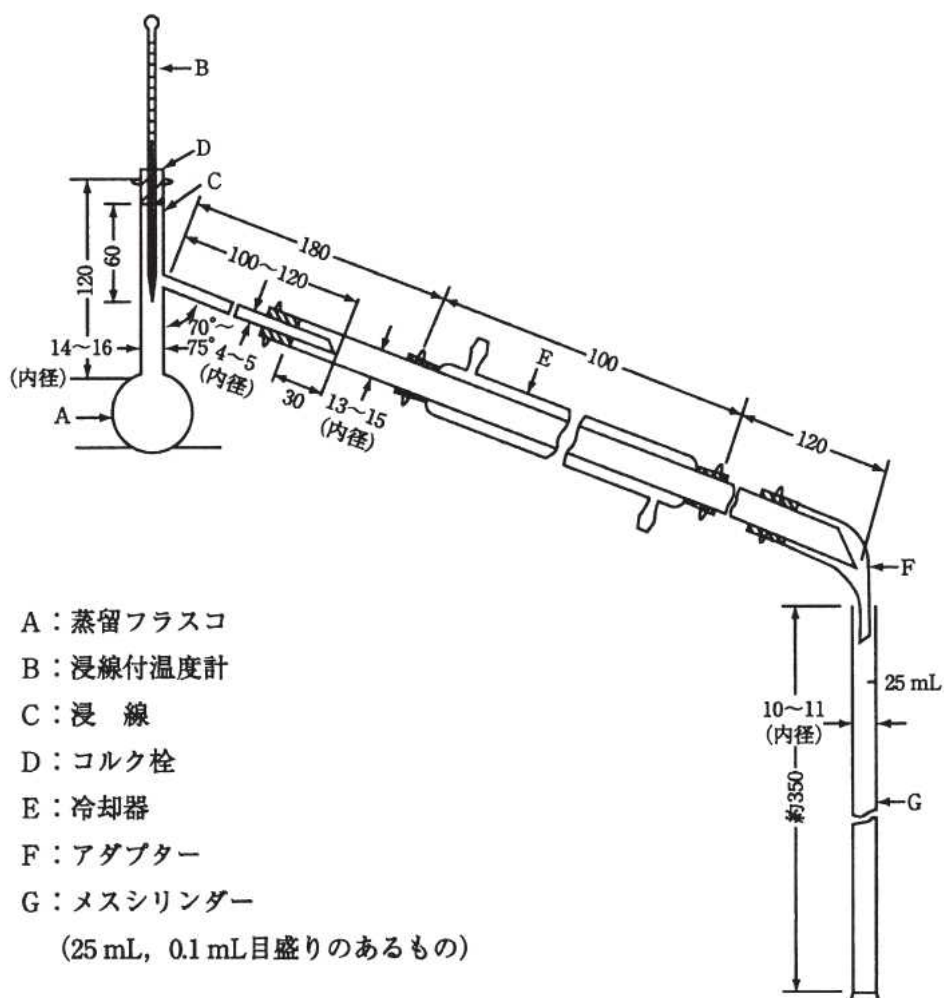 B
D
C
180
100～120
60
120
100
E
70°～
75°
4～5
(内径)
14～16
(内径)
30
13～15
(内径)
120
A
F
A：蒸留フラスコ
B：浸線付温度計
C：浸　線
D：コルク栓
E：冷却器
F：アダプター
G：メスシリンダー
(25 mL，0.1 mL目盛りのあるもの)
25 mL
10～11
(内径)
約350
G